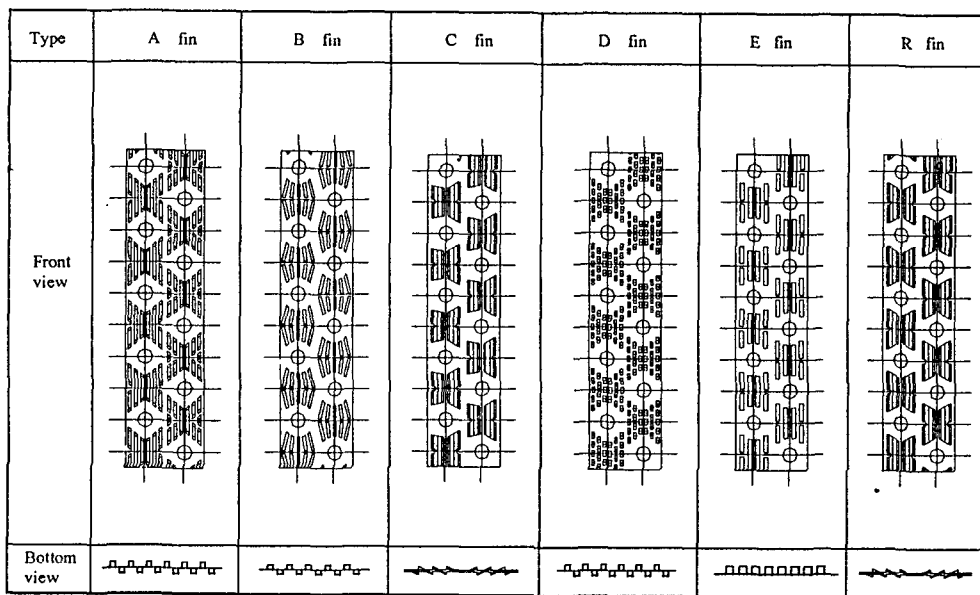 Type A fin B fin C fin D fin E fin R fin
Front
view
Bottom
view